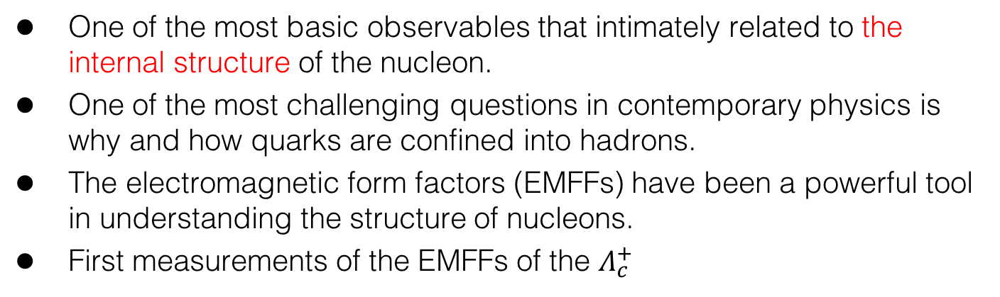 ● One of the most basic observables that intimately related to the
internal structure of the nucleon.
● One of the most challenging questions in contemporary physics is
why and how quarks are confined into hadrons.
● The electromagnetic form factors (EMFFs) have been a powerful tool
in understanding the structure of nucleons.
● First measurements of the EMFFs of the Λ_c^+